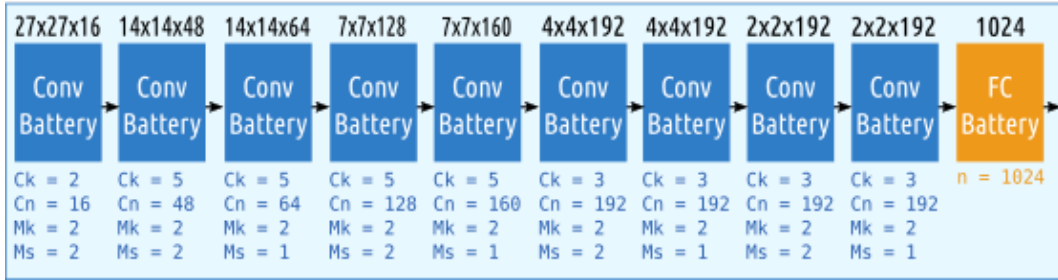 27x27x16 14x14x48 14x14x64 7x7x128 7x7x160 4x4x192 4x4x192 2x2x192 2x2x192 1024
Conv Conv Conv Conv Conv Conv Conv Conv Conv FC
Battery Battery Battery Battery Battery Battery Battery Battery Battery Battery
Ck = 2 Ck = 5 Ck = 5 Ck = 5 Ck = 5 Ck = 3 Ck = 3 Ck = 3 Ck = 3 n = 1024
Cn = 16 Cn = 48 Cn = 64 Cn = 128 Cn = 160 Cn = 192 Cn = 192 Cn = 192 Cn = 192
Mk = 2 Mk = 2 Mk = 2 Mk = 2 Mk = 2 Mk = 2 Mk = 2 Mk = 2 Mk = 2
Ms = 2 Ms = 2 Ms = 1 Ms = 2 Ms = 1 Ms = 2 Ms = 1 Ms = 2 Ms = 1